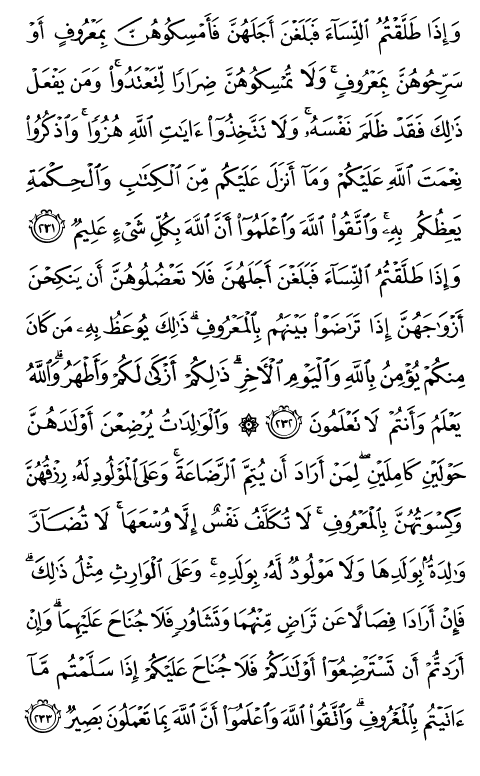 وَإِذَا طَلَّقْتُمُ ٱلنِّسَآءَ فَبَلَغْنَ أَجَلَهُنَّ فَأَمْسِكُوهُنَّ بِمَعْرُوفٍ أَوْ
سَرِّحُوهُنَّ بِمَعْرُوفٍ ۚ وَلَا تُمْسِكُوهُنَّ ضِرَارًا لِّتَعْتَدُوا۟ ۚ وَمَن يَفْعَلْ
ذَٰلِكَ فَقَدْ ظَلَمَ نَفْسَهُۥ ۚ وَلَا تَتَّخِذُوٓا۟ ءَايَٰتِ ٱللَّهِ هُزُوًا ۚ وَٱذْكُرُوا۟
نِعْمَتَ ٱللَّهِ عَلَيْكُمْ وَمَآ أَنزَلَ عَلَيْكُم مِّنَ ٱلْكِتَٰبِ وَٱلْحِكْمَةِ
يَعِظُكُم بِهِۦ ۚ وَٱتَّقُوا۟ ٱللَّهَ وَٱعْلَمُوٓا۟ أَنَّ ٱللَّهَ بِكُلِّ شَىْءٍ عَلِيمٌ ٢٣١
وَإِذَا طَلَّقْتُمُ ٱلنِّسَآءَ فَبَلَغْنَ أَجَلَهُنَّ فَلَا تَعْضُلُوهُنَّ أَن يَنكِحْنَ
أَزْوَٰجَهُنَّ إِذَا تَرَٰضَوْا۟ بَيْنَهُم بِٱلْمَعْرُوفِ ۗ ذَٰلِكَ يُوعَظُ بِهِۦ مَن كَانَ
مِنكُمْ يُؤْمِنُ بِٱللَّهِ وَٱلْيَوْمِ ٱلْءَاخِرِ ۗ ذَٰلِكُمْ أَزْكَىٰ لَكُمْ وَأَطْهَرُ ۗ وَٱللَّهُ
يَعْلَمُ وَأَنتُمْ لَا تَعْلَمُونَ ٢٣٢ ۞ وَٱلْوَٰلِدَٰتُ يُرْضِعْنَ أَوْلَٰدَهُنَّ
حَوْلَيْنِ كَامِلَيْنِ ۖ لِمَنْ أَرَادَ أَن يُتِمَّ ٱلرَّضَاعَةَ ۚ وَعَلَى ٱلْمَوْلُودِ لَهُۥ رِزْقُهُنَّ
وَكِسْوَتُهُنَّ بِٱلْمَعْرُوفِ ۚ لَا تُكَلَّفُ نَفْسٌ إِلَّا وُسْعَهَا ۚ لَا تُضَآرَّ
وَٰلِدَةٌۢ بِوَلَدِهَا وَلَا مَوْلُودٌ لَّهُۥ بِوَلَدِهِۦ ۚ وَعَلَى ٱلْوَارِثِ مِثْلُ ذَٰلِكَ ۗ
فَإِنْ أَرَادَا فِصَالًا عَن تَرَاضٍ مِّنْهُمَا وَتَشَاوُرٍ فَلَا جُنَاحَ عَلَيْهِمَا ۗ وَإِنْ
أَرَدتُّمْ أَن تَسْتَرْضِعُوٓا۟ أَوْلَٰدَكُمْ فَلَا جُنَاحَ عَلَيْكُمْ إِذَا سَلَّمْتُم مَّآ
ءَاتَيْتُم بِٱلْمَعْرُوفِ ۗ وَٱتَّقُوا۟ ٱللَّهَ وَٱعْلَمُوٓا۟ أَنَّ ٱللَّهَ بِمَا تَعْمَلُونَ بَصِيرٌ ٢٣٣